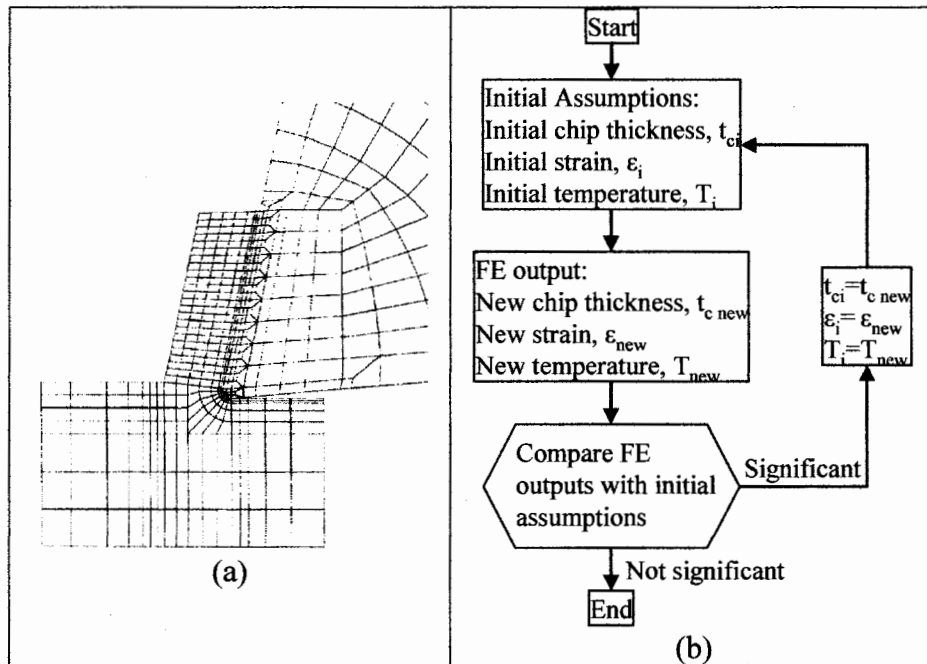 (a)
Start
Initial Assumptions:
Initial chip thickness, t_ci
Initial strain, ε_i
Initial temperature, T_i
FE output:
New chip thickness, t_c new
New strain, ε_new
New temperature, T_new
t_ci=t_c new
ε_i= ε_new
T_i=T_new
Compare FE
outputs with initial
assumptions
Significant
Not significant
End
(b)